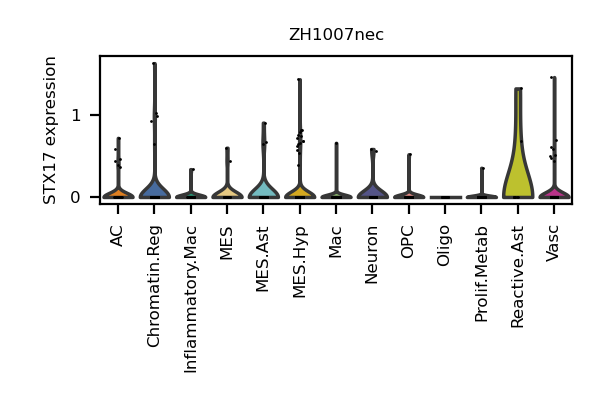 ZH1007nec
STX17 expression
1
0
AC
Chromatin.Reg
Inflammatory.Mac
MES
MES.Ast
MES.Hyp
Mac
Neuron
OPC
Oligo
Prolif.Metab
Reactive.Ast
Vasc